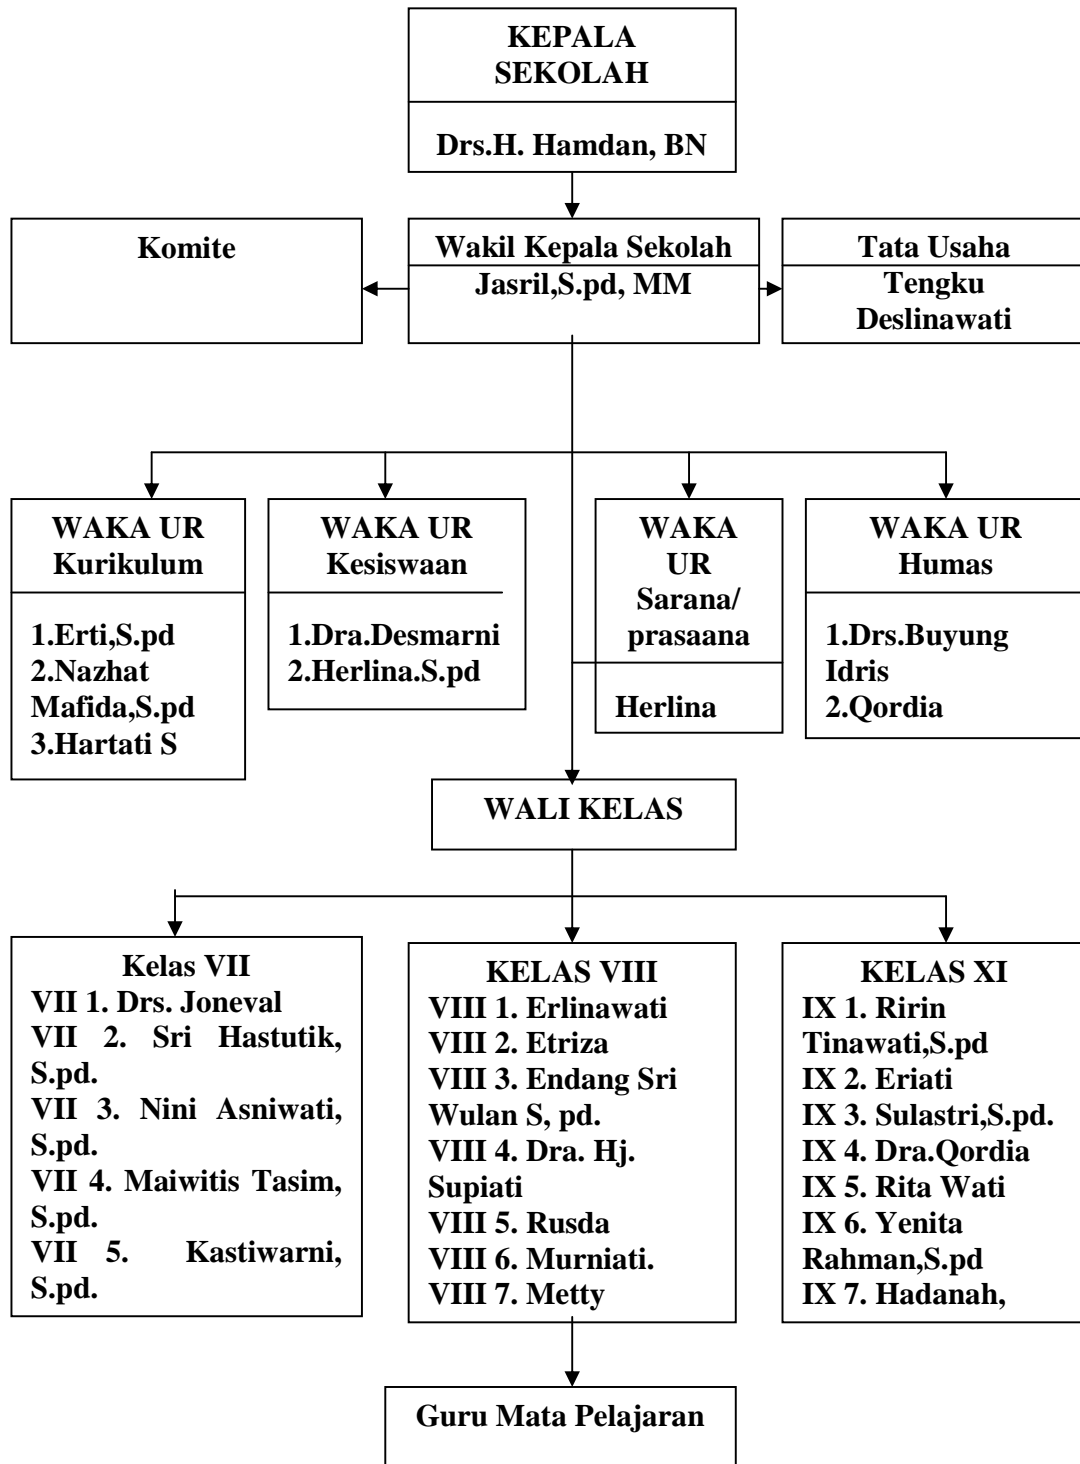 KEPALA
SEKOLAH
Drs.H. Hamdan, BN
Komite
Wakil Kepala Sekolah
Jasril,S.pd, MM
Tata Usaha
Tengku
Deslinawati
WAKA UR
Kurikulum
1.Erti,S.pd
2.Nazhat
Mafida,S.pd
3.Hartati S
WAKA UR
Kesiswaan
1.Dra.Desmarni
2.Herlina.S.pd
WAKA
UR
Sarana/
prasaana
Herlina
WAKA UR
Humas
1.Drs.Buyung
Idris
2.Qordia
WALI KELAS
Kelas VII
VII 1. Drs. Joneval
VII 2. Sri Hastutik,
S.pd.
VII 3. Nini Asniwati,
S.pd.
VII 4. Maiwitis Tasim,
S.pd.
VII 5. Kastiwarni,
S.pd.
KELAS VIII
VIII 1. Erlinawati
VIII 2. Etriza
VIII 3. Endang Sri
Wulan S, pd.
VIII 4. Dra. Hj.
Supiati
VIII 5. Rusda
VIII 6. Murniati.
VIII 7. Metty
KELAS XI
IX 1. Ririn
Tinawati,S.pd
IX 2. Eriati
IX 3. Sulastri,S.pd.
IX 4. Dra.Qordia
IX 5. Rita Wati
IX 6. Yenita
Rahman,S.pd
IX 7. Hadanah,
Guru Mata Pelajaran